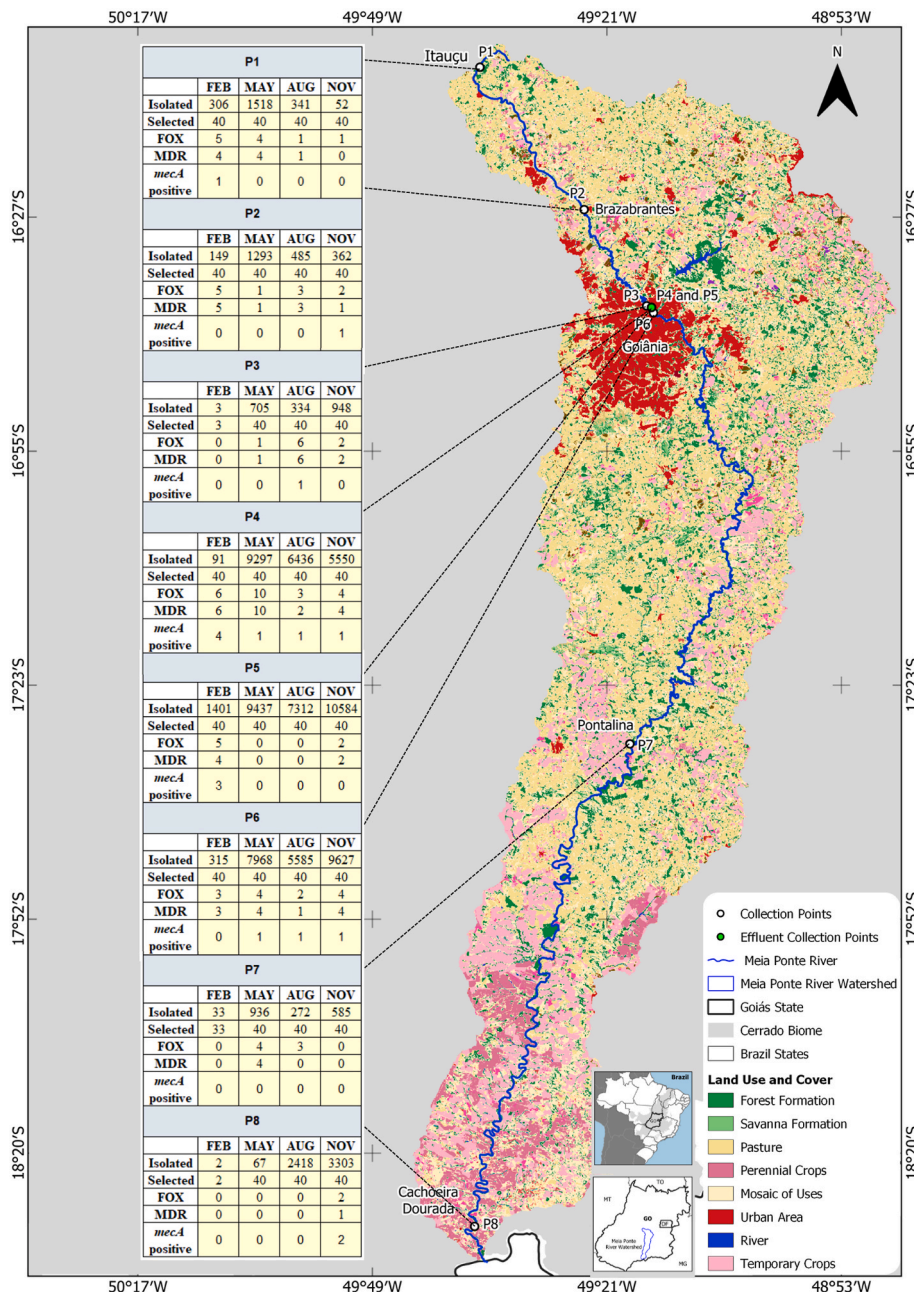 50°17'W 49°49'W 49°21'W 48°53'W
P1
FEB MAY AUG NOV
Isolated 306 1518 341 52
Selected 40 40 40 40
FOX 5 4 1 1
MDR 4 4 1 0
mecA
positive 1 0 0 0
P2
FEB MAY AUG NOV
Isolated 149 1293 485 362
Selected 40 40 40 40
FOX 5 1 3 2
MDR 5 1 3 1
mecA
positive 0 0 0 1
P3
FEB MAY AUG NOV
Isolated 3 705 334 948
Selected 3 40 40 40
FOX 0 1 6 2
MDR 0 1 6 2
mecA
positive 0 0 1 0
P4
FEB MAY AUG NOV
Isolated 91 9297 6436 5550
Selected 40 40 40 40
FOX 6 10 3 4
MDR 6 10 2 4
mecA
positive 4 1 1 1
P5
FEB MAY AUG NOV
Isolated 1401 9437 7312 10584
Selected 40 40 40 40
FOX 5 0 0 2
MDR 4 0 0 2
mecA
positive 3 0 0 0
P6
FEB MAY AUG NOV
Isolated 315 7968 5585 9627
Selected 40 40 40 40
FOX 3 4 2 4
MDR 3 4 1 4
mecA
positive 0 1 1 1
P7
FEB MAY AUG NOV
Isolated 33 936 272 585
Selected 33 40 40 40
FOX 0 4 3 0
MDR 0 4 0 0
mecA
positive 0 0 0 0
P8
FEB MAY AUG NOV
Isolated 2 67 2418 3303
Selected 2 40 40 40
FOX 0 0 0 2
MDR 0 0 0 1
mecA
positive 0 0 0 2
Itauçu P1
N
P2
Brazabrantes
P3 P4 and P5
P6
Goiânia
Pontalina
P7
Cachoeira
Dourada
P8
16°27'S
16°55'S
17°23'S
17°52'S
18°20'S
16°27'S
16°55'S
17°23'S
17°52'S
18°20'S
Collection Points
Effluent Collection Points
Meia Ponte River
Meia Ponte River Watershed
Goiás State
Cerrado Biome
Brazil States
Land Use and Cover
Forest Formation
Savanna Formation
Pasture
Perennial Crops
Mosaic of Uses
Urban Area
River
Temporary Crops
Brazil
TO
MT
GO
DF
Meia Ponte
River Watershed
MG
50°17'W 49°49'W 49°21'W 48°53'W